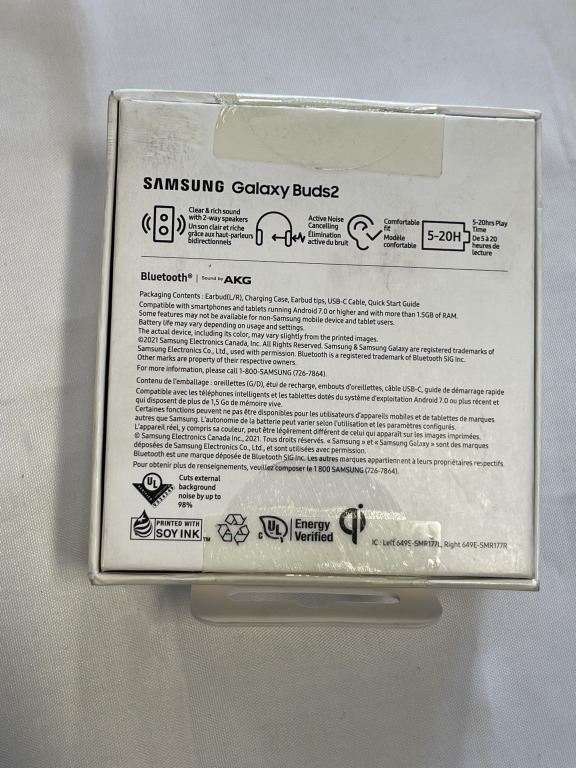 SAMSUNG Galaxy Buds2
Clear & rich sound
with 2-way speakers
Un son clair et riche
grâce aux haut-parleurs
bidirectionnels
Active Noise
Cancelling
Élimination
active du bruit
Comfortable
fit
Modèle
confortable
5-20H
5-20hrs Play
Time
De 5 à 20
heures de
lecture
Bluetooth® | Sound by AKG
Packaging Contents : Earbud(L/R), Charging Case, Earbud tips, USB-C Cable, Quick Start Guide
Compatible with smartphones and tablets running Android 7.0 or higher and with more than 1.5GB of RAM.
Some features may not be available for non-Samsung mobile device and tablet users.
Battery life may vary depending on usage and settings.
The actual device, including its color, may vary slightly from the printed images.
©2021 Samsung Electronics Canada, Inc. All Rights Reserved. Samsung & Samsung Galaxy are registered trademarks of
Samsung Electronics Co., Ltd., used with permission. Bluetooth is a registered trademark of Bluetooth SIG Inc.
Other marks are property of their respective owners.
For more information, please call 1-800-SAMSUNG (726-7864).
Contenu de l'emballage : oreillettes (G/D), étui de recharge, embouts d'oreillettes, câble USB-C, guide de démarrage rapide
Compatible avec les téléphones intelligents et les tablettes dotés du système d'exploitation Android 7.0 ou plus récent et
qui disposent de plus de 1,5 Go de mémoire vive.
Certaines fonctions peuvent ne pas être disponibles pour les utilisateurs d'appareils mobiles et de tablettes de marques
autres que Samsung. L'autonomie de la batterie peut varier selon l'utilisation et les paramètres configurés.
L'appareil réel, y compris sa couleur, peut être légèrement différent de celui qui apparaît sur les images imprimées.
© Samsung Electronics Canada Inc., 2021. Tous droits réservés. « Samsung » et « Samsung Galaxy » sont des marques
déposées de Samsung Electronics Co., Ltd., et sont utilisées avec permission.
Bluetooth est une marque déposée de Bluetooth SIG Inc. Les autres marques appartiennent à leurs propriétaires respectifs.
Pour obtenir plus de renseignements, veuillez composer le 1 800 SAMSUNG (726-7864).
UL
Cuts external
background
noise by up to
98%
PRINTED WITH
SOY INK™
C UL
Energy
Verified
qi
IC : Left 649E-SMR177L, Right 649E-SMR177R